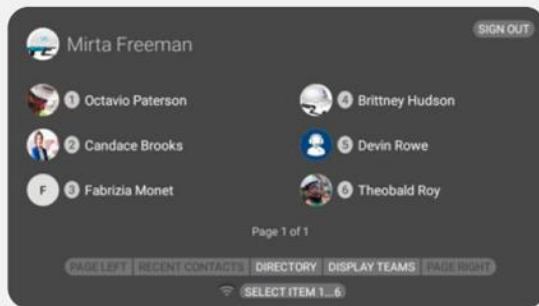 Mirta Freeman
SIGN OUT
1 Octavio Paterson
2 Candace Brooks
F 3 Fabrizia Monet
4 Brittney Hudson
5 Devin Rowe
6 Theobald Roy
Page 1 of 1
PAGE LEFT RECENT CONTACTS DIRECTORY DISPLAY TEAMS PAGE RIGHT
SELECT ITEM 1...6